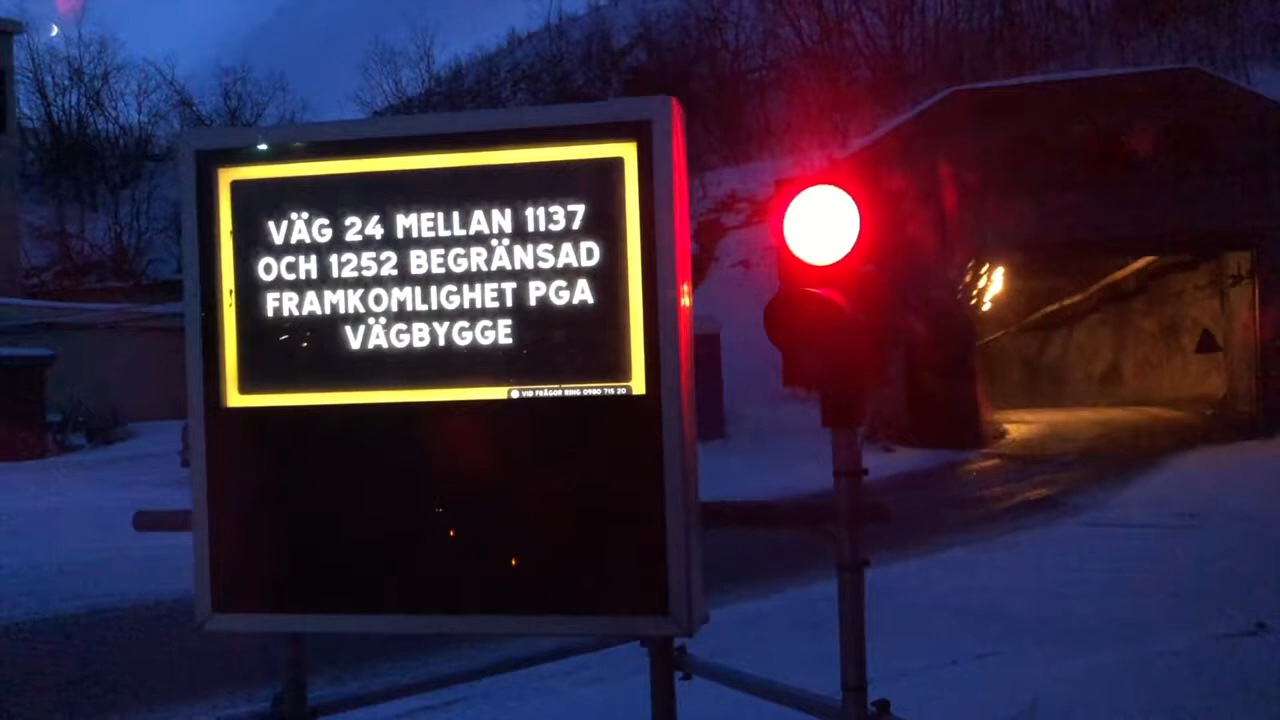 VÄG 24 MELLAN 1137
OCH 1252 BEGRÄNSAD
FRAMKOMLIGHET PGA
VÄGBYGGE
VID FRÅGOR RING 0980 715 20